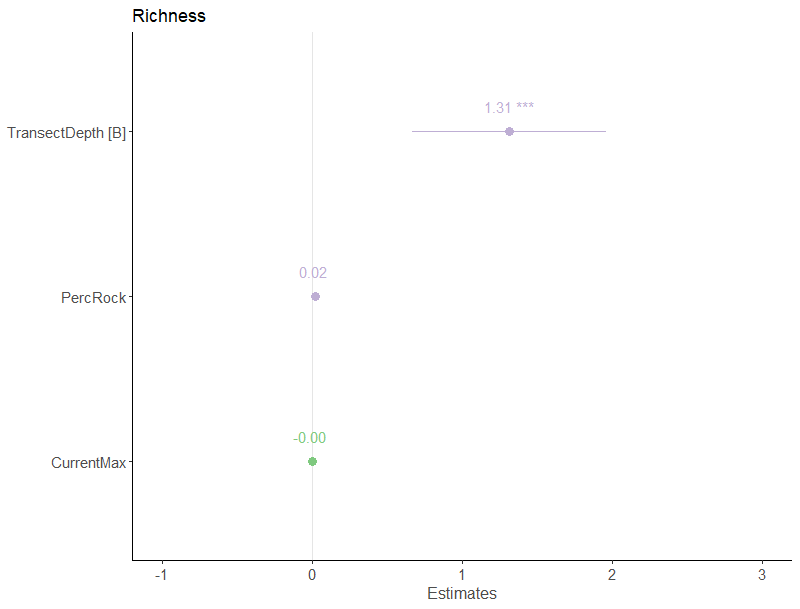 Richness
1.31 ***
TransectDepth [B]
0.02
PercRock
-0.00
CurrentMax
-1 0 1 2 3
Estimates